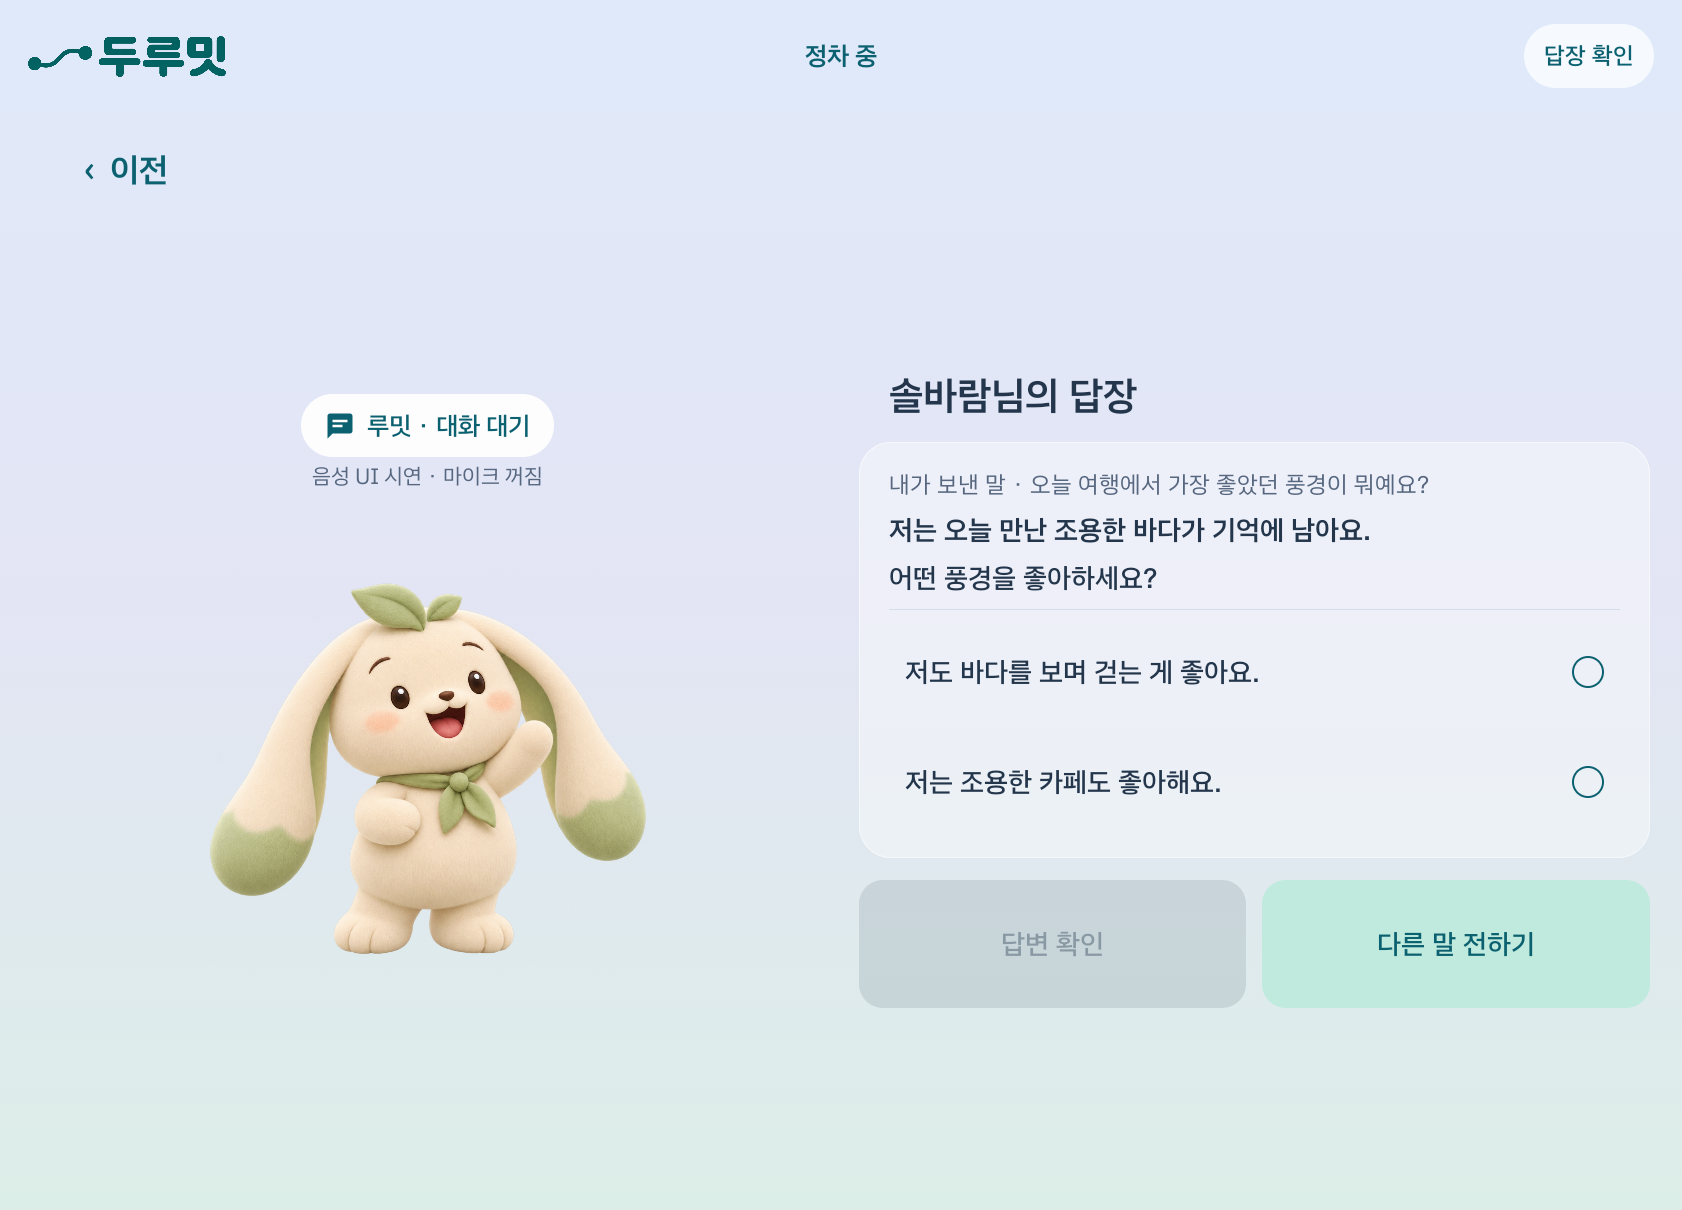 두루밋
정차 중
답장 확인
‹ 이전
루밋 · 대화 대기
음성 UI 시연 · 마이크 꺼짐
솔바람님의 답장
내가 보낸 말 · 오늘 여행에서 가장 좋았던 풍경이 뭐예요?
저는 오늘 만난 조용한 바다가 기억에 남아요.
어떤 풍경을 좋아하세요?
저도 바다를 보며 걷는 게 좋아요.
저는 조용한 카페도 좋아해요.
답변 확인
다른 말 전하기